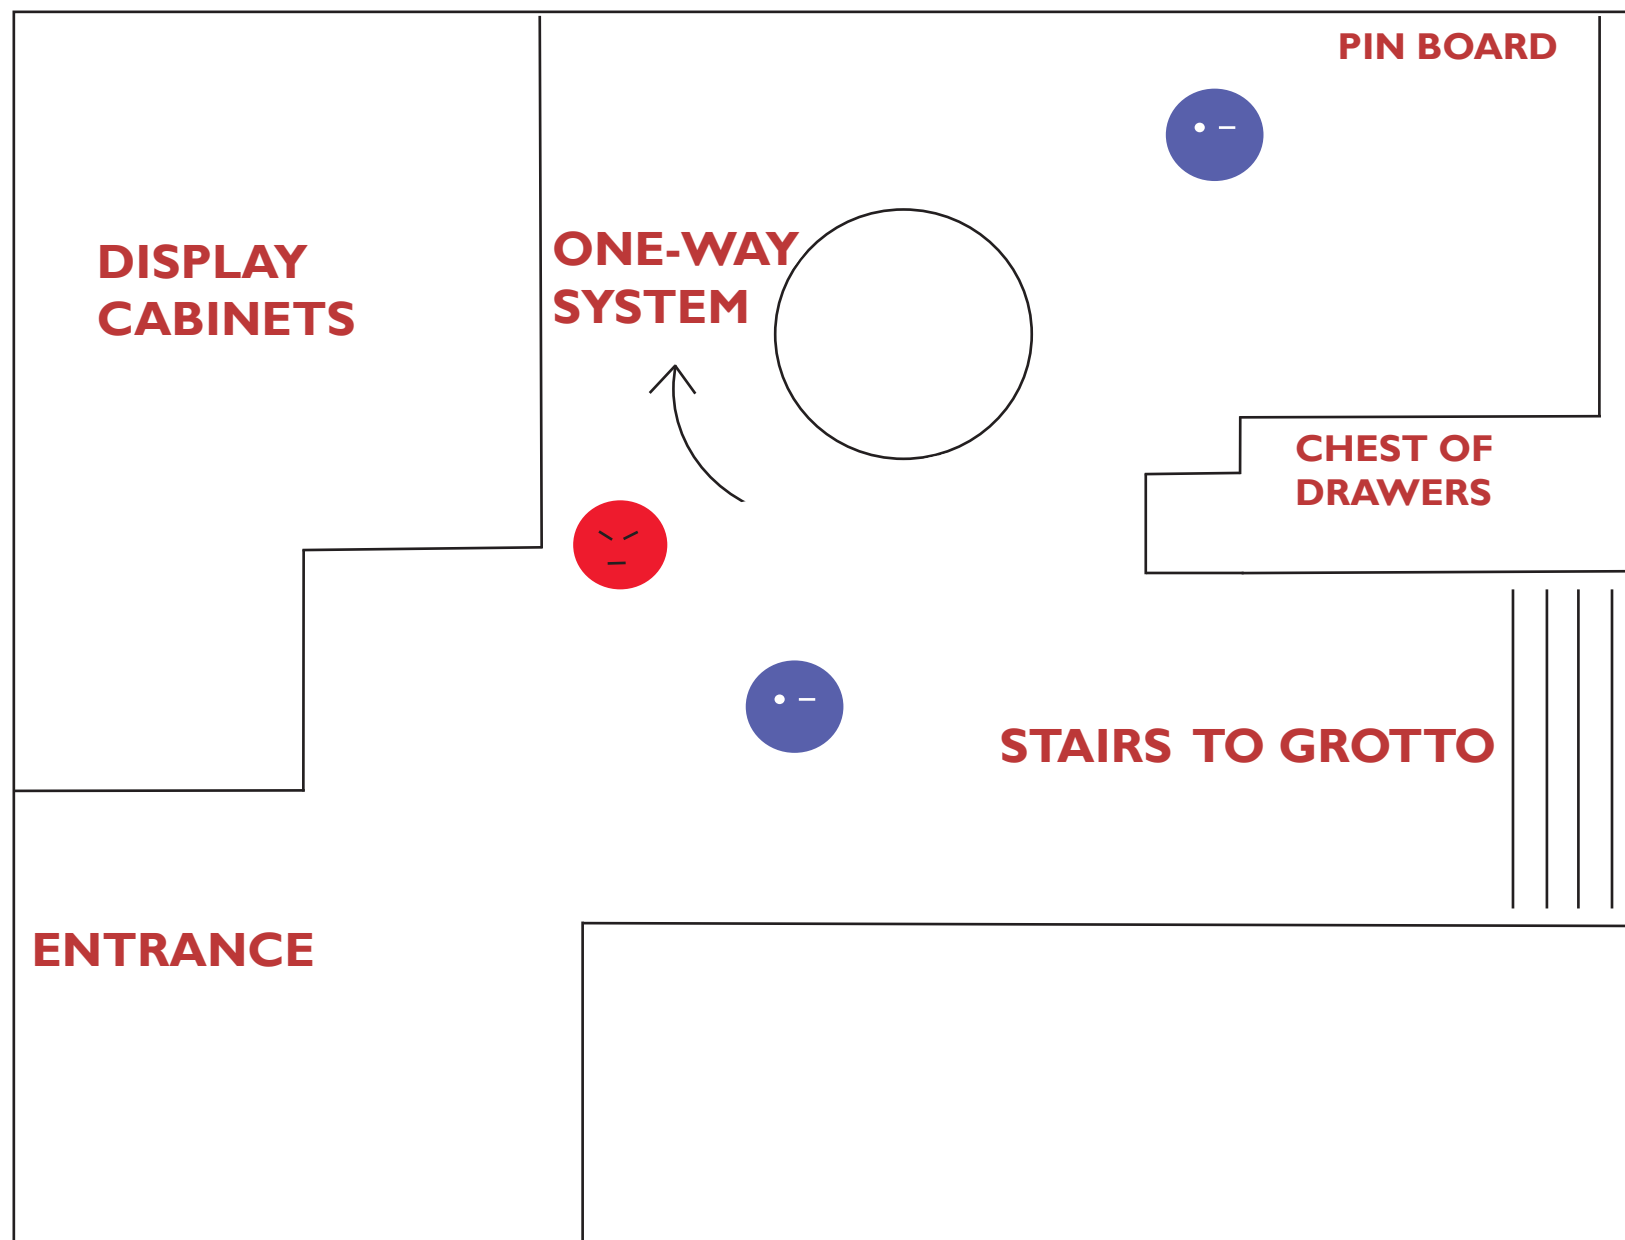 PIN BOARD
DISPLAY
CABINETS
ONE-WAY
SYSTEM
CHEST OF
DRAWERS
STAIRS TO GROTTO
ENTRANCE